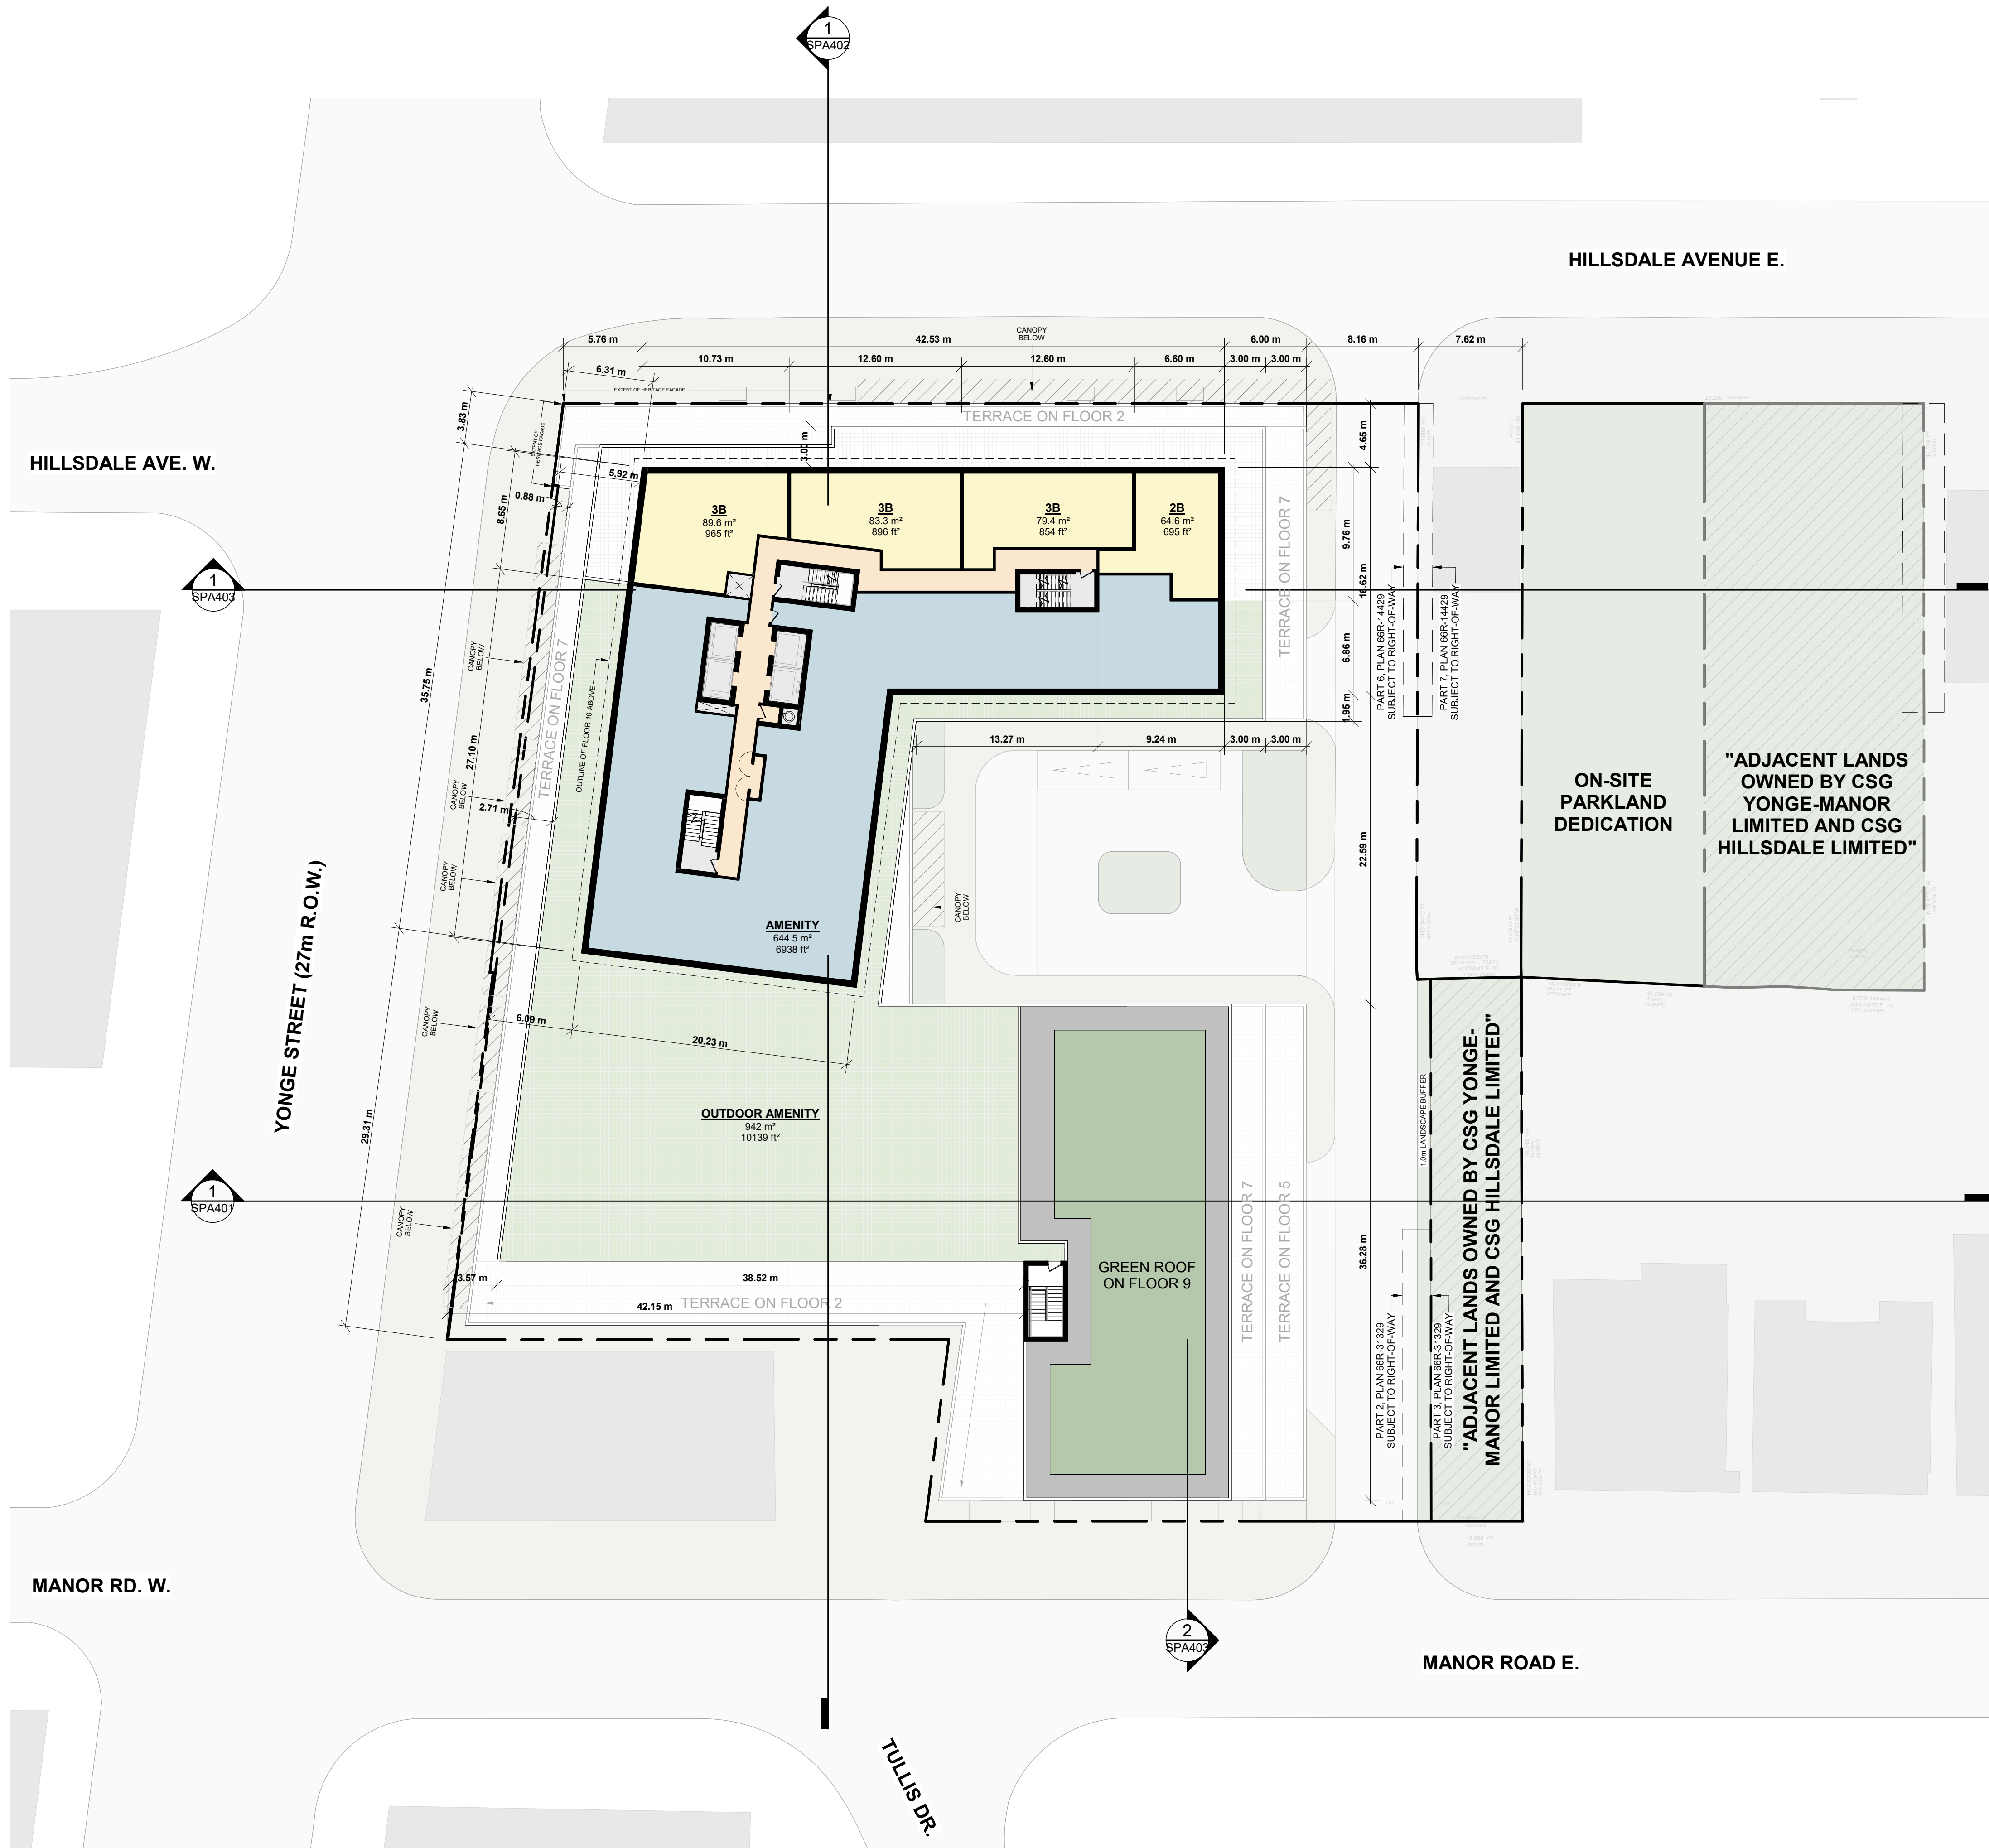 1
SPA402
HILLSDALE AVENUE E.
CANOPY
BELOW
5.76 m
42.53 m
6.00 m
8.16 m
7.62 m
10.73 m
12.60 m
12.60 m
6.60 m
3.00 m
3.00 m
6.31 m
EXTENT OF HERITAGE FACADE
TERRACE ON FLOOR 2
3.83 m
EXTENT OF
HERITAGE FACADE
3.00 m
4.65 m
HILLSDALE AVE. W.
5.92 m
0.88 m
8.65 m
3B
89.6 m²
965 ft²
3B
83.3 m²
896 ft²
3B
79.4 m²
854 ft²
2B
64.6 m²
695 ft²
TERRACE ON FLOOR 7
9.76 m
16.62 m
1
SPA403
PART 6, PLAN 66R-14429
SUBJECT TO RIGHT-OF-WAY
PART 7, PLAN 66R-14429
SUBJECT TO RIGHT-OF-WAY
6.86 m
1.95 m
CANOPY
BELOW
TERRACE ON FLOOR 7
OUTLINE OF FLOOR 10 ABOVE
35.75 m
27.10 m
13.27 m
9.24 m
3.00 m
3.00 m
CANOPY
BELOW
2.71 m
ON-SITE
PARKLAND
DEDICATION
"ADJACENT LANDS
OWNED BY CSG
YONGE-MANOR
LIMITED AND CSG
HILLSDALE LIMITED"
22.59 m
CANOPY
BELOW
CANOPY
BELOW
AMENITY
644.5 m²
6938 ft²
YONGE STREET (27m R.O.W.)
CANOPY
BELOW
6.09 m
20.23 m
OUTDOOR AMENITY
942 m²
10139 ft²
29.31 m
1.0m LANDSCAPE BUFFER
"ADJACENT LANDS OWNED BY CSG YONGE-
MANOR LIMITED AND CSG HILLSDALE LIMITED"
1
SPA401
CANOPY
BELOW
TERRACE ON FLOOR 7
TERRACE ON FLOOR 5
36.28 m
GREEN ROOF
ON FLOOR 9
3.57 m
38.52 m
TERRACE ON FLOOR 2
42.15 m
PART 2, PLAN 66R-31329
SUBJECT TO RIGHT-OF-WAY
PART 3, PLAN 66R-31329
SUBJECT TO RIGHT-OF-WAY
MANOR RD. W.
2
SPA403
MANOR ROAD E.
TULLIS DR.